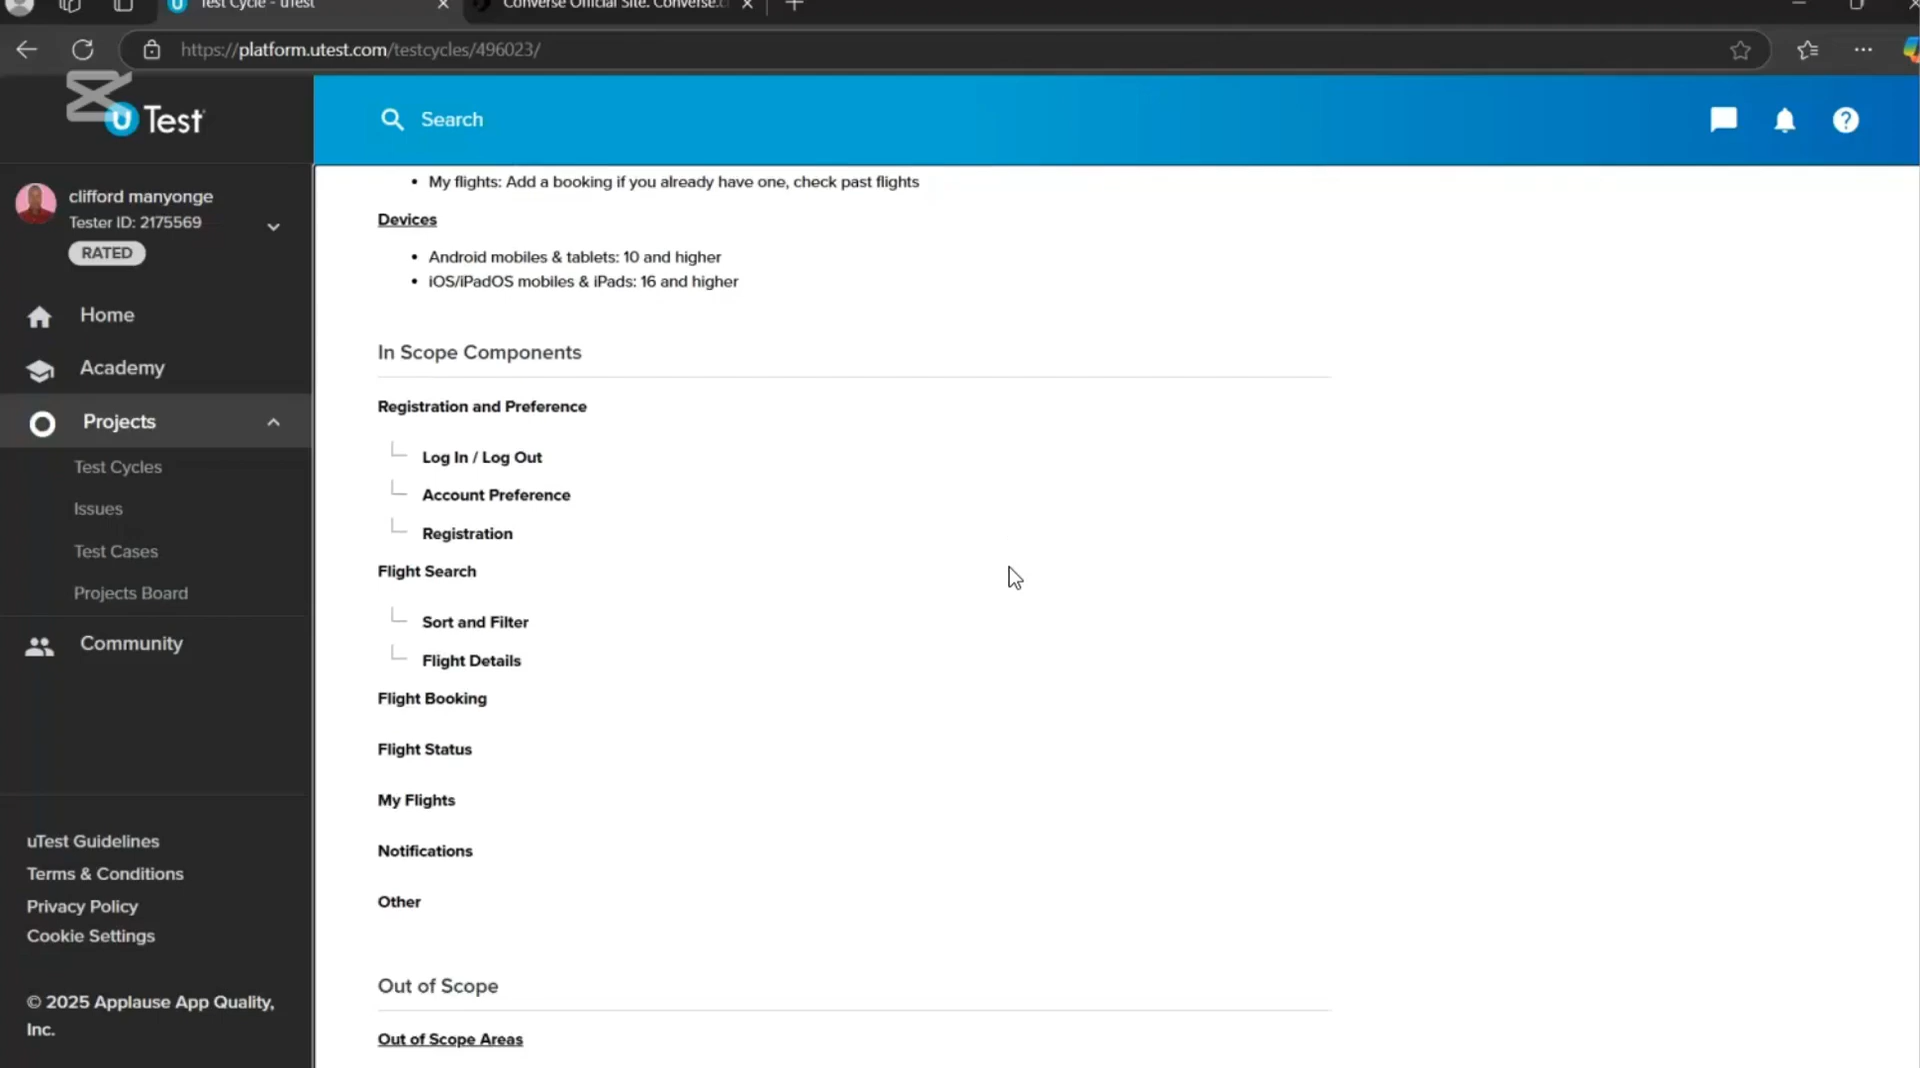 Test Cycle - uTest
Converse Official Site. Converse.c
https://platform.utest.com/testcycles/496023/
uTest
Search
clifford manyonge
Tester ID: 2175569
RATED
Home
Academy
Projects
Test Cycles
Issues
Test Cases
Projects Board
Community
uTest Guidelines
Terms & Conditions
Privacy Policy
Cookie Settings
© 2025 Applause App Quality,
Inc.
• My flights: Add a booking if you already have one, check past flights
Devices
• Android mobiles & tablets: 10 and higher
• iOS/iPadOS mobiles & iPads: 16 and higher
In Scope Components
Registration and Preference
Log In / Log Out
Account Preference
Registration
Flight Search
Sort and Filter
Flight Details
Flight Booking
Flight Status
My Flights
Notifications
Other
Out of Scope
Out of Scope Areas